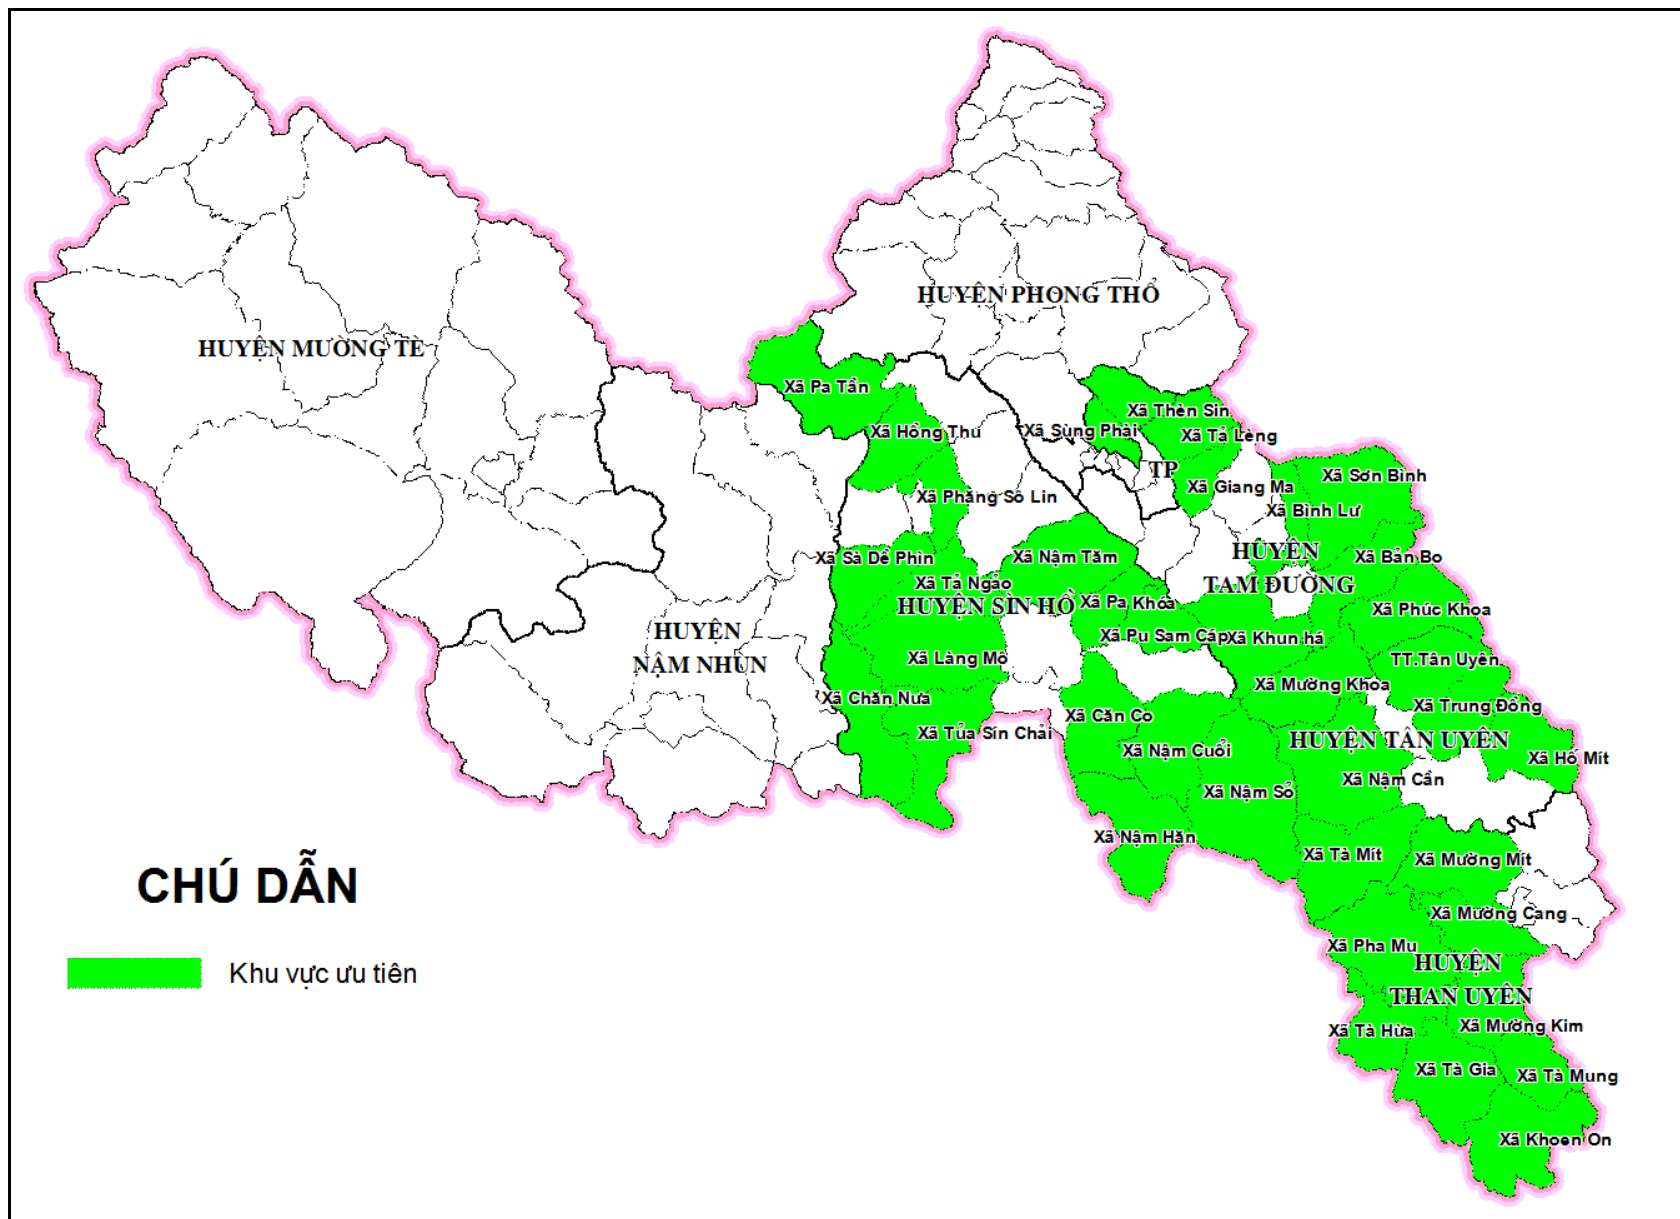 HUYỆN PHONG THỔ
HUYỆN MƯỜNG TÈ
Xã Pa Tần
Xã Thèn Sin
Xã Hồng Thu
Xã Sùng Phài
Xã Tả Lèng
TP
Xã Sơn Bình
Xã Giang Ma
Xã Phăng Sô Lin
Xã Bình Lư
Xã Sà Dề Phìn
Xã Nậm Tăm
HUYỆN
TAM ĐƯỜNG
Xã Bản Bo
Xã Tả Ngảo
HUYỆN SÌN HỒ
Xã Pa Khóa
Xã Phúc Khoa
HUYỆN
NẬM NHÙN
Xã Pu Sam Cáp
Xã Khun há
Xã Làng Mô
TT.Tân Uyên
Xã Mường Khoa
Xã Chăn Nưa
Xã Căn Co
Xã Trung Đồng
Xã Tủa Sín Chải
HUYỆN TÂN UYÊN
Xã Nậm Cuổi
Xã Hố Mít
Xã Nậm Cần
Xã Nậm Sỏ
Xã Nậm Hăn
Xã Tà Mít
Xã Mường Mít
CHÚ DẪN
Xã Mường Cang
Xã Pha Mu
HUYỆN
THAN UYÊN
Khu vực ưu tiên
Xã Tà Hừa
Xã Mường Kim
Xã Tà Gia
Xã Tà Mung
Xã Khoen On